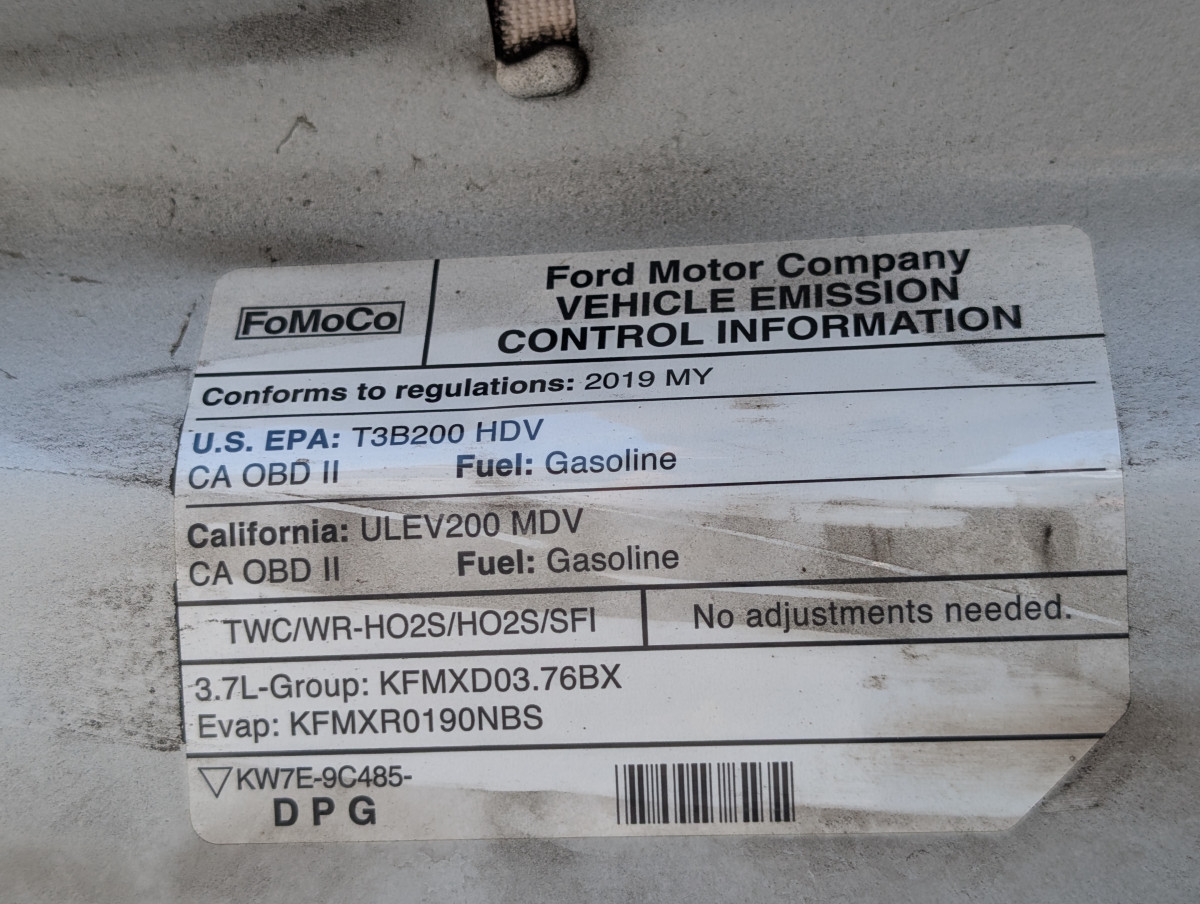 FoMoCo
Ford Motor Company
VEHICLE EMISSION
CONTROL INFORMATION
Conforms to regulations: 2019 MY
U.S. EPA: T3B200 HDV
CA OBD II Fuel: Gasoline
California: ULEV200 MDV
CA OBD II Fuel: Gasoline
TWC/WR-HO2S/HO2S/SFI No adjustments needed.
3.7L-Group: KFMXD03.76BX
Evap: KFMXR0190NBS
▽KW7E-9C485-
D P G